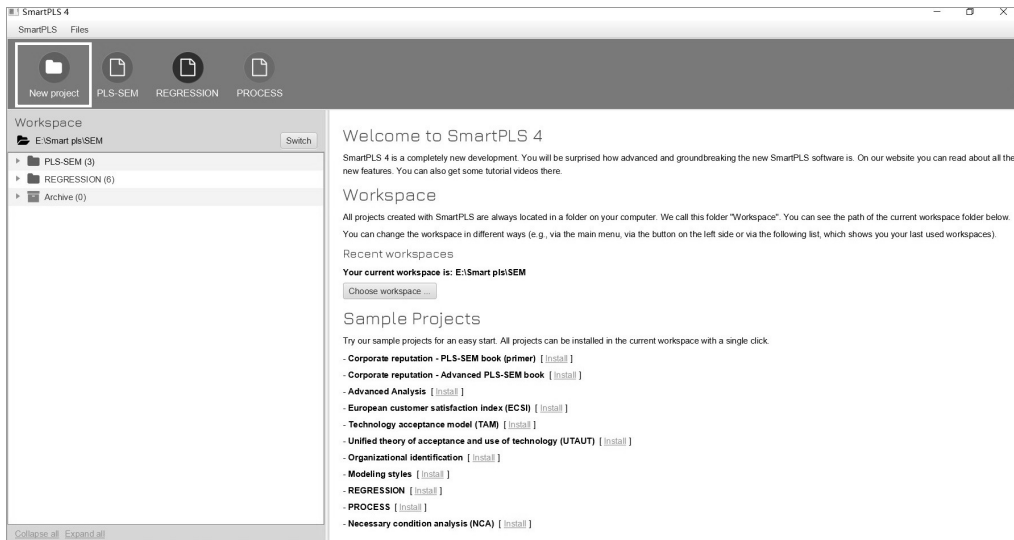 SmartPLS 4
SmartPLS Files
New project PLS-SEM REGRESSION PROCESS
Workspace
E:\Smart pls\SEM Switch
PLS-SEM (3)
REGRESSION (6)
Archive (0)
Collapse all Expand all
Welcome to SmartPLS 4
SmartPLS 4 is a completely new development. You will be surprised how advanced and groundbreaking the new SmartPLS software is. On our website you can read about all the
new features. You can also get some tutorial videos there.
Workspace
All projects created with SmartPLS are always located in a folder on your computer. We call this folder "Workspace". You can see the path of the current workspace folder below.
You can change the workspace in different ways (e.g., via the main menu, via the button on the left side or via the following list, which shows you your last used workspaces).
Recent workspaces
Your current workspace is: E:\Smart pls\SEM
Choose workspace ...
Sample Projects
Try our sample projects for an easy start. All projects can be installed in the current workspace with a single click.
- Corporate reputation - PLS-SEM book (primer) [ Install ]
- Corporate reputation - Advanced PLS-SEM book [ Install ]
- Advanced Analysis [ Install ]
- European customer satisfaction index (ECSI) [ Install ]
- Technology acceptance model (TAM) [ Install ]
- Unified theory of acceptance and use of technology (UTAUT) [ Install ]
- Organizational identification [ Install ]
- Modeling styles [ Install ]
- REGRESSION [ Install ]
- PROCESS [ Install ]
- Necessary condition analysis (NCA) [ Install ]